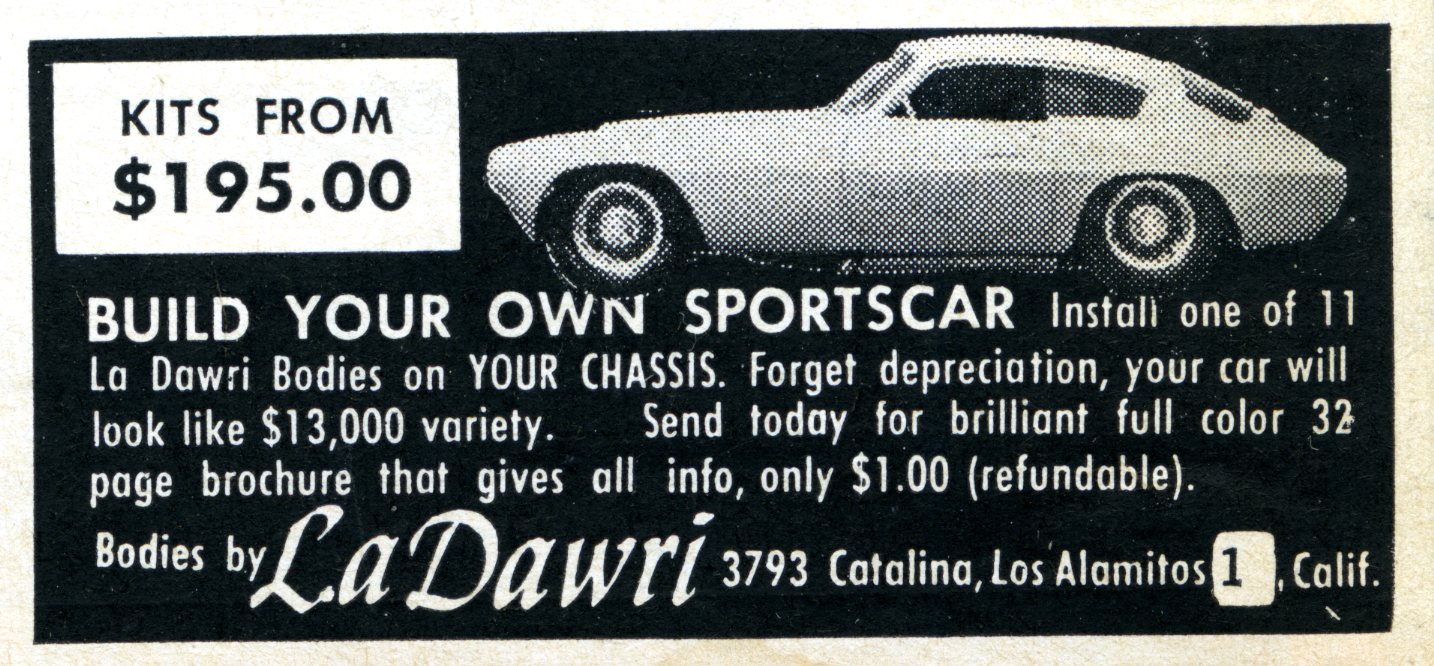 KITS FROM
$195.00
BUILD YOUR OWN SPORTSCAR Install one of 11
La Dawri Bodies on YOUR CHASSIS. Forget depreciation, your car will
look like $13,000 variety. Send today for brilliant full color 32
page brochure that gives all info, only $1.00 (refundable).
Bodies by La Dawri 3793 Catalina, Los Alamitos 1, Calif.